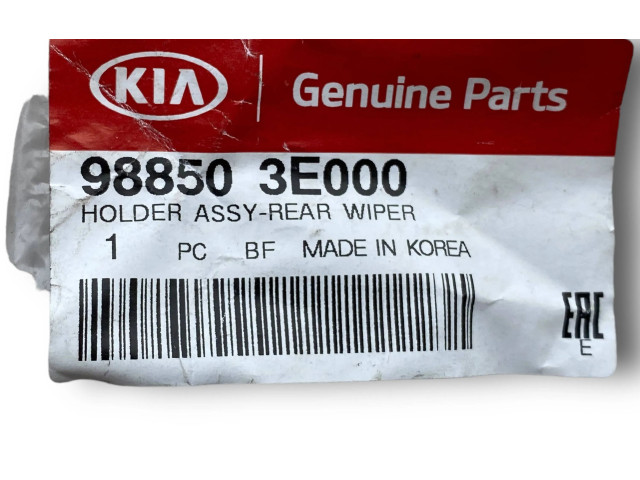 KIA Genuine Parts
98850 3E000
HOLDER ASSY-REAR WIPER
1 PC BF MADE IN KOREA
EAC
E